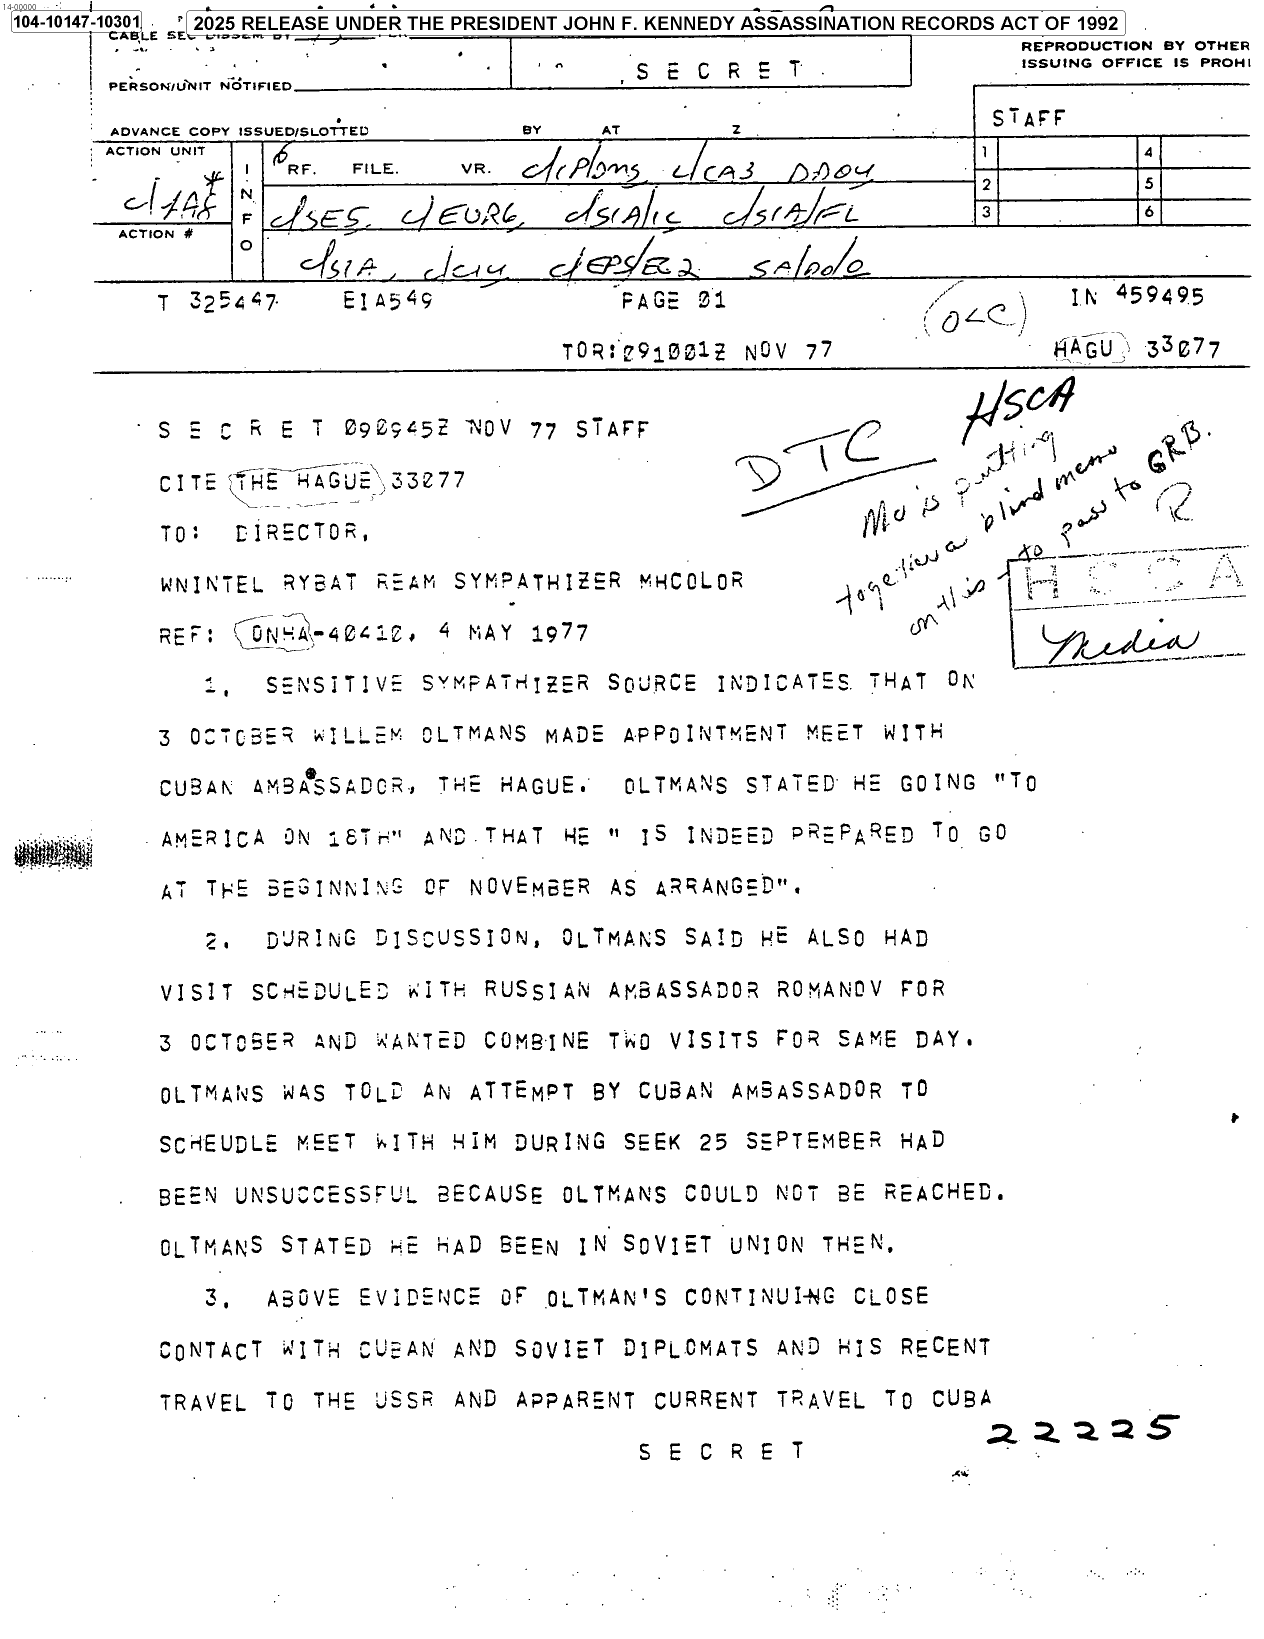 14-00000
104-10147-10301 2025 RELEASE UNDER THE PRESIDENT JOHN F. KENNEDY ASSASSINATION RECORDS ACT OF 1992
CABLE SEC DISSEM BY
REPRODUCTION BY OTHER
ISSUING OFFICE IS PROHI
S E C R E T
PERSON/UNIT NOTIFIED
STAFF
ADVANCE COPY ISSUED/SLOTTED BY AT Z
ACTION UNIT
RF. FILE. VR. C/CA3 DDO4
1 4
2 5
3 6
INFO
C/SES, C/EUR6, C/SIA/IC C/SIA/FL
ACTION #
C/SIA, C/EPS/EG2 SA/DO/O
T 325447 EIA549 PAGE 01 IN 459495
(OLC)
TOR:091001Z NOV 77 HAGU 33077
HSCA
DTC
S E C R E T 090945Z NOV 77 STAFF
Mo is putting
together a blind memo
on this to pass to GRB.
R
CITE THE HAGUE 33077
TO: DIRECTOR,
HSCA
WNINTEL RYBAT REAM SYMPATHIZER MHCOLOR
REF: ONHA-40410, 4 MAY 1977
Media
1. SENSITIVE SYMPATHIZER SOURCE INDICATES THAT ON
3 OCTOBER WILLEM OLTMANS MADE APPOINTMENT MEET WITH
CUBAN AMBASSADOR, THE HAGUE. OLTMANS STATED HE GOING "TO
AMERICA ON 18TH" AND THAT HE " IS INDEED PREPARED TO GO
AT THE BEGINNING OF NOVEMBER AS ARRANGED".
2. DURING DISCUSSION, OLTMANS SAID HE ALSO HAD
VISIT SCHEDULED WITH RUSSIAN AMBASSADOR ROMANOV FOR
3 OCTOBER AND WANTED COMBINE TWO VISITS FOR SAME DAY.
OLTMANS WAS TOLD AN ATTEMPT BY CUBAN AMBASSADOR TO
SCHEUDLE MEET WITH HIM DURING SEEK 25 SEPTEMBER HAD
BEEN UNSUCCESSFUL BECAUSE OLTMANS COULD NOT BE REACHED.
OLTMANS STATED HE HAD BEEN IN SOVIET UNION THEN.
3. ABOVE EVIDENCE OF OLTMAN'S CONTINUING CLOSE
CONTACT WITH CUBAN AND SOVIET DIPLOMATS AND HIS RECENT
TRAVEL TO THE USSR AND APPARENT CURRENT TRAVEL TO CUBA
22225
S E C R E T